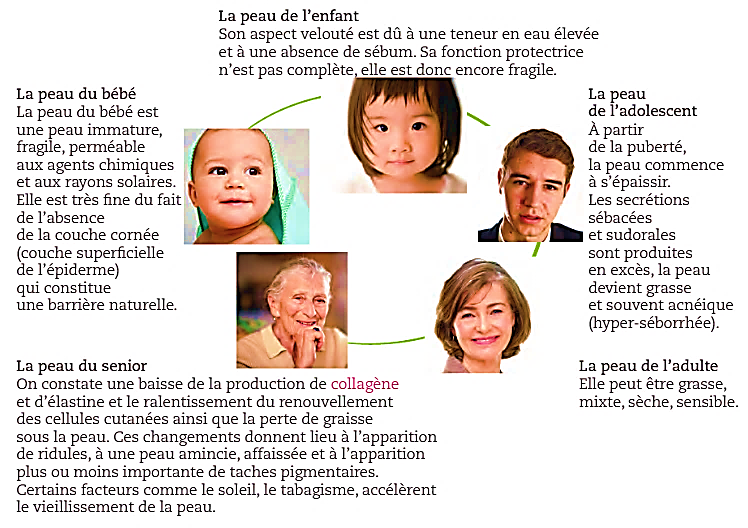 La peau de l'enfant
Son aspect velouté est dû à une teneur en eau élevée
et à une absence de sébum. Sa fonction protectrice
n'est pas complète, elle est donc encore fragile.
La peau du bébé
La peau du bébé est
une peau immature,
fragile, perméable
aux agents chimiques
et aux rayons solaires.
Elle est très fine du fait
de l'absence
de la couche cornée
(couche superficielle
de l'épiderme)
qui constitue
une barrière naturelle.
La peau
de l'adolescent
À partir
de la puberté,
la peau commence
à s'épaissir.
Les secrétions
sébacées
et sudorales
sont produites
en excès, la peau
devient grasse
et souvent acnéique
(hyper-séborrhée).
La peau de l'adulte
Elle peut être grasse,
mixte, sèche, sensible.
La peau du senior
On constate une baisse de la production de collagène
et d'élastine et le ralentissement du renouvellement
des cellules cutanées ainsi que la perte de graisse
sous la peau. Ces changements donnent lieu à l'apparition
de ridules, à une peau amincie, affaissée et à l'apparition
plus ou moins importante de taches pigmentaires.
Certains facteurs comme le soleil, le tabagisme, accélèrent
le vieillissement de la peau.